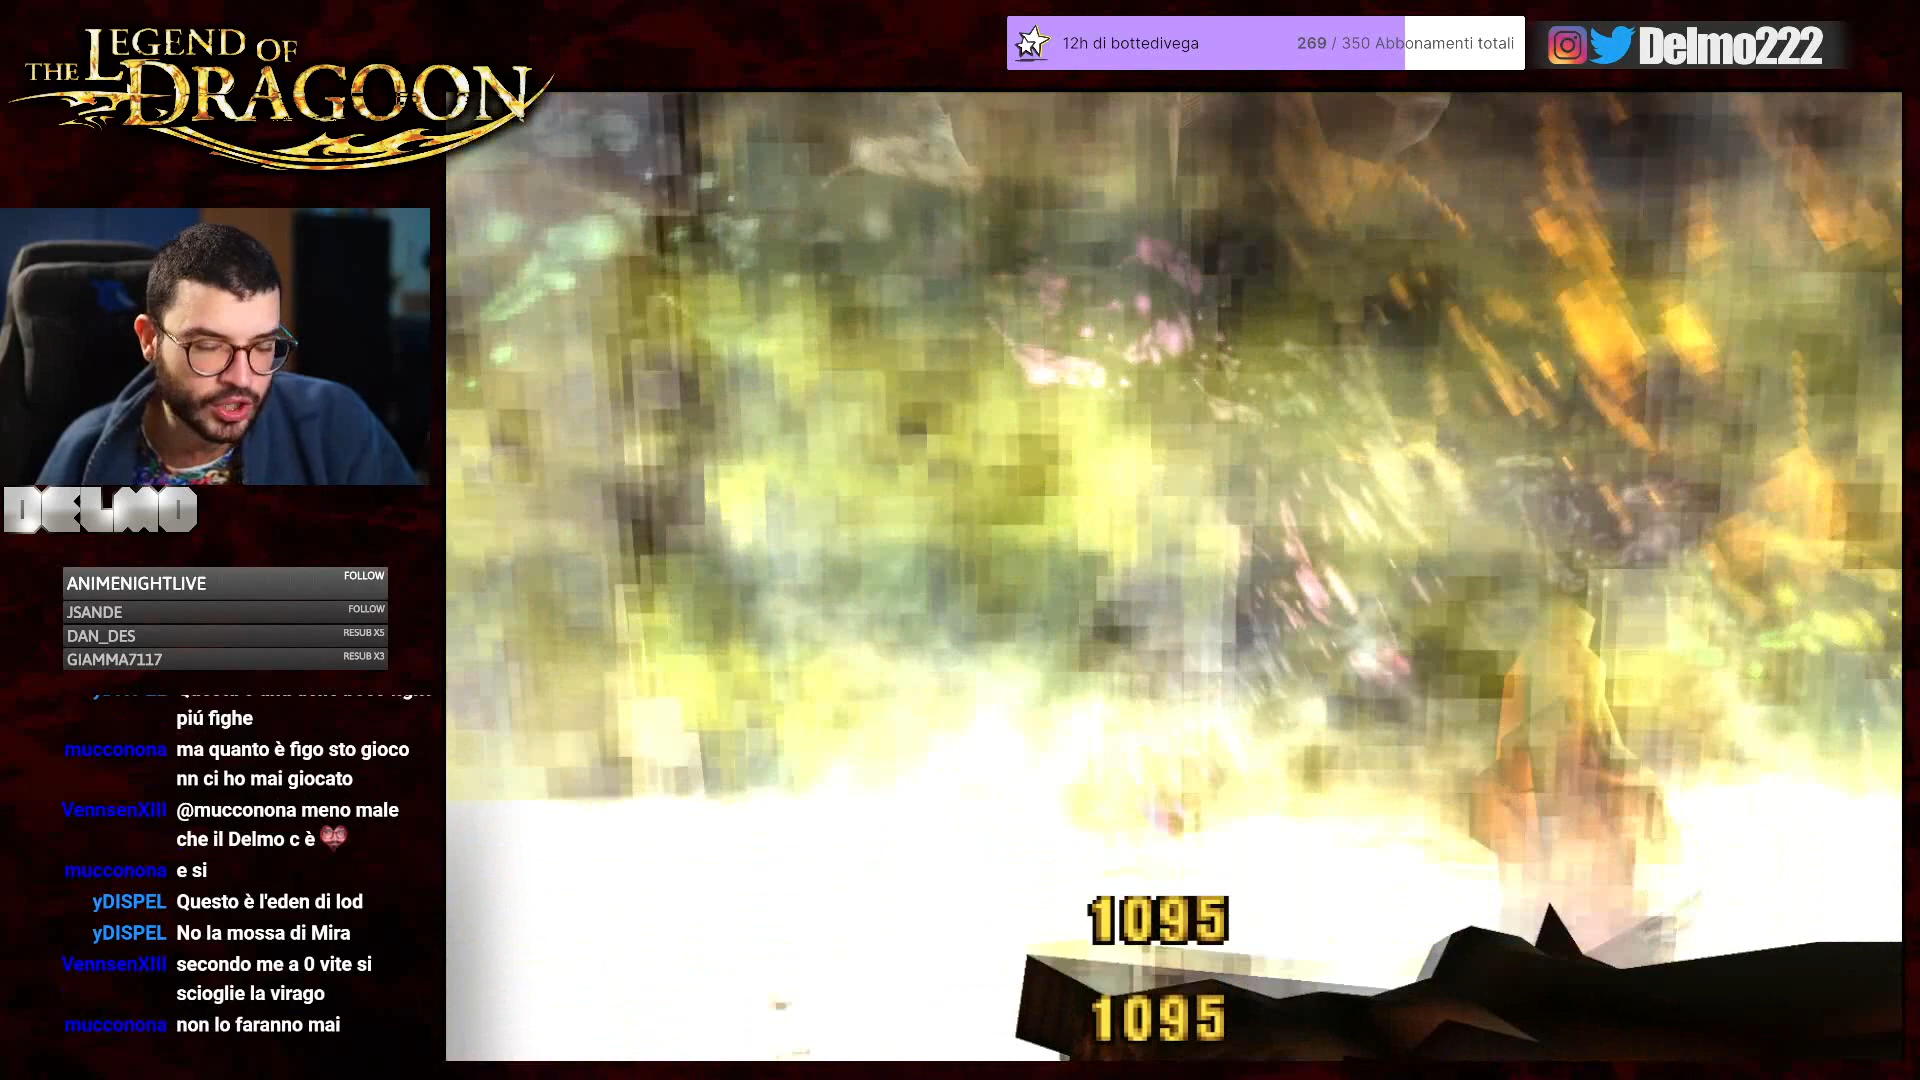 THE LEGEND OF
DRAGOON
12h di bottedivega
269 / 350 Abbonamenti totali
Delmo222
DELMO
ANIMENIGHTLIVE FOLLOW
JSANDE FOLLOW
DAN_DES RESUB X5
GIAMMA7117 RESUB X3
piú fighe
mucconona ma quanto è figo sto gioco
nn ci ho mai giocato
VennsenXIII @mucconona meno male
che il Delmo c è
mucconona e si
yDISPEL Questo è l'eden di lod
yDISPEL No la mossa di Mira
VennsenXIII secondo me a 0 vite si
scioglie la virago
mucconona non lo faranno mai
1095
1095